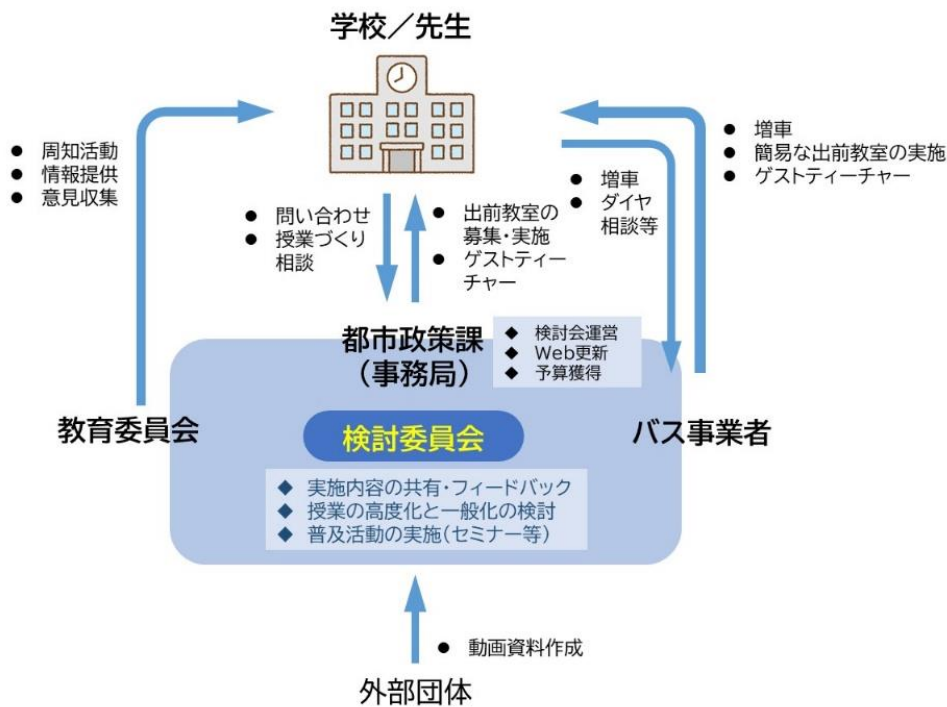 学校／先生
● 周知活動
● 情報提供
● 意見収集
● 問い合わせ
● 授業づくり
相談
● 出前教室の
募集・実施
● ゲストティー
チャー
● 増車
● ダイヤ
相談等
● 増車
● 簡易な出前教室の実施
● ゲストティーチャー
都市政策課
（事務局）
◆ 検討会運営
◆ Web更新
◆ 予算獲得
教育委員会
検討委員会
バス事業者
◆ 実施内容の共有・フィードバック
◆ 授業の高度化と一般化の検討
◆ 普及活動の実施（セミナー等）
● 動画資料作成
外部団体